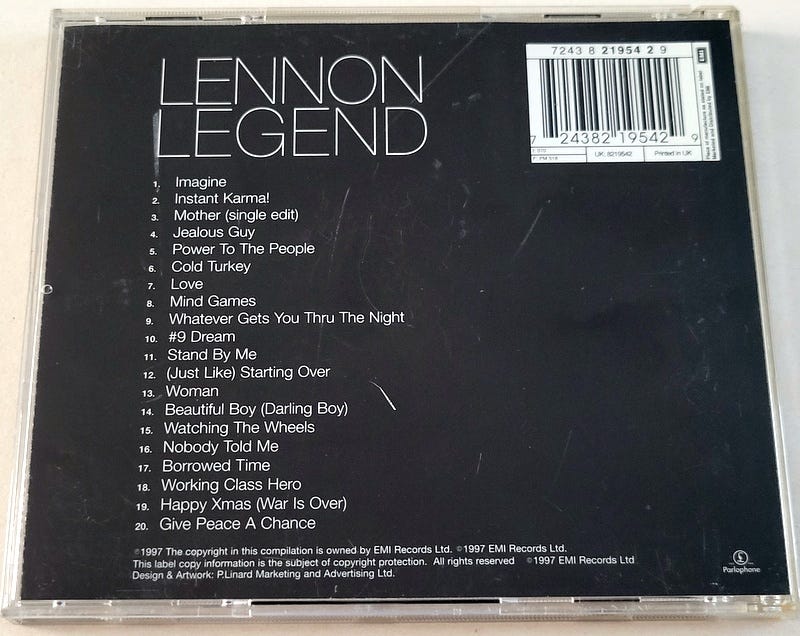 LENNON
LEGEND
7243 8 21954 2 9
7 24382 19542 9
UK: 8219542
Printed in UK
EMI
1. Imagine
2. Instant Karma!
3. Mother (single edit)
4. Jealous Guy
5. Power To The People
6. Cold Turkey
7. Love
8. Mind Games
9. Whatever Gets You Thru The Night
10. #9 Dream
11. Stand By Me
12. (Just Like) Starting Over
13. Woman
14. Beautiful Boy (Darling Boy)
15. Watching The Wheels
16. Nobody Told Me
17. Borrowed Time
18. Working Class Hero
19. Happy Xmas (War Is Over)
20. Give Peace A Chance
℗1997 The copyright in this compilation is owned by EMI Records Ltd. ©1997 EMI Records Ltd.
This label copy information is the subject of copyright protection. All rights reserved ©1997 EMI Records Ltd
Design & Artwork: P.Linard Marketing and Advertising Ltd.
Parlophone